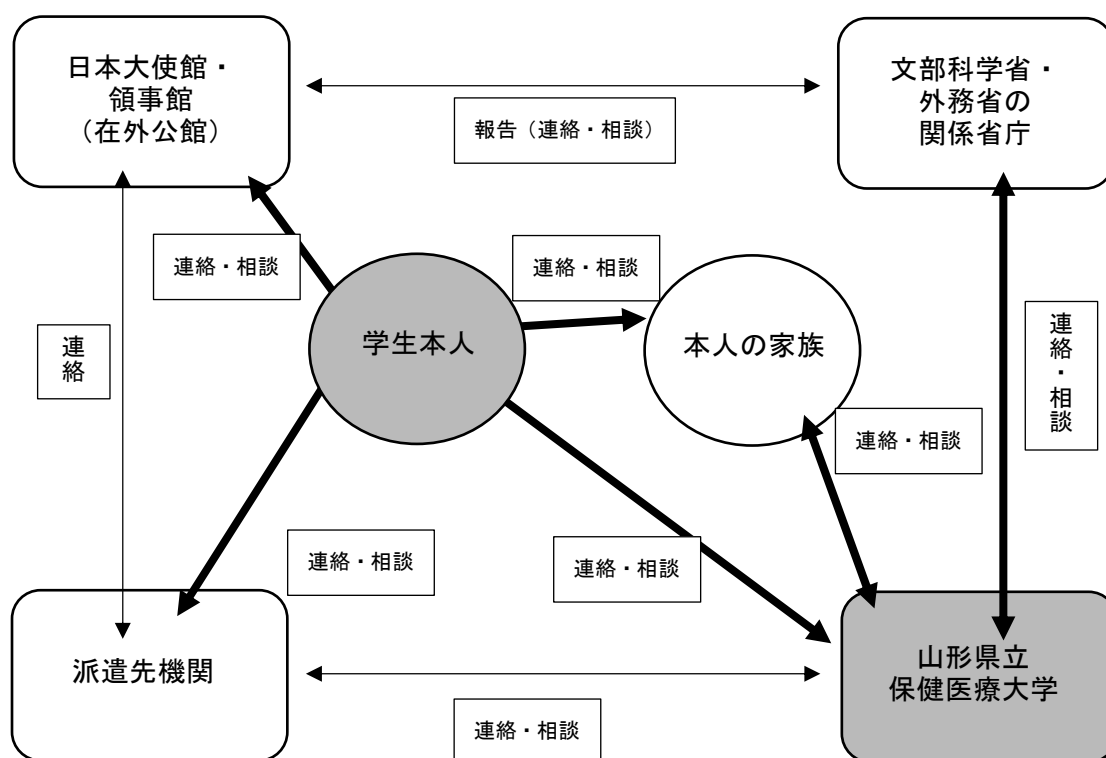 日本大使館・
領事館
（在外公館）
文部科学省・
外務省の
関係省庁
報告（連絡・相談）
連絡・相談
連絡・相談
連絡
学生本人
本人の家族
連絡・相談
連絡・相談
連絡・相談
連絡・相談
派遣先機関
山形県立
保健医療大学
連絡・相談